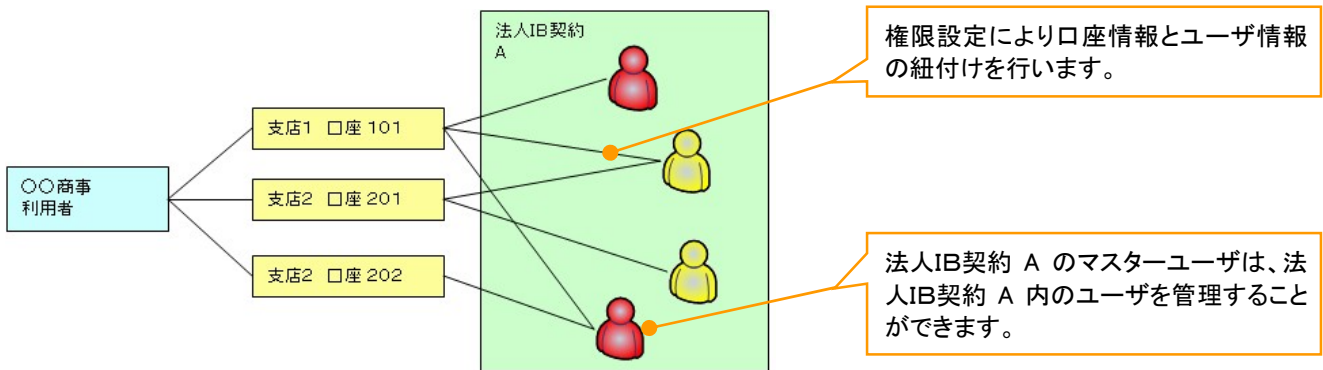 法人IB契約
A
権限設定により口座情報とユーザ情報
の紐付けを行います。
支店1 口座 101
○○商事
利用者
支店2 口座 201
支店2 口座 202
法人IB契約 A のマスターユーザは、法
人IB契約 A 内のユーザを管理すること
ができます。